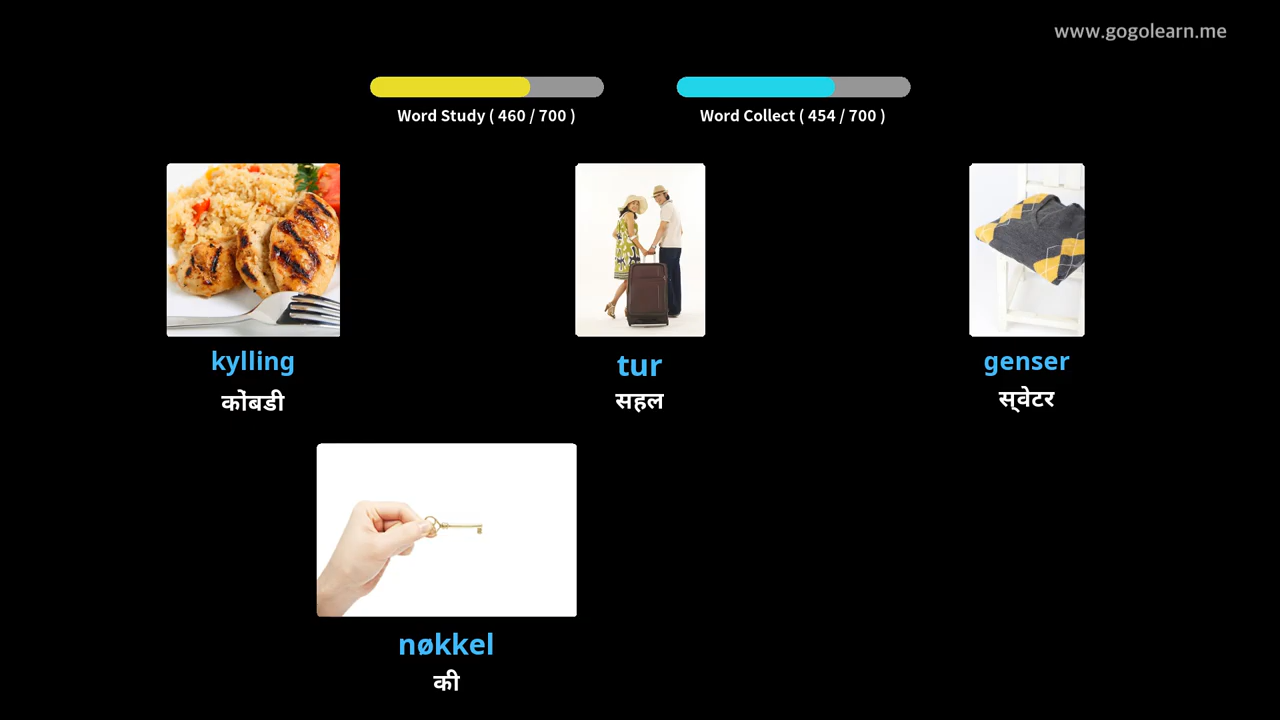 www.gogolearn.me
Word Study ( 460 / 700 )
Word Collect ( 454 / 700 )
kylling
कोंबडी
tur
सहल
genser
स्वेटर
nøkkel
की